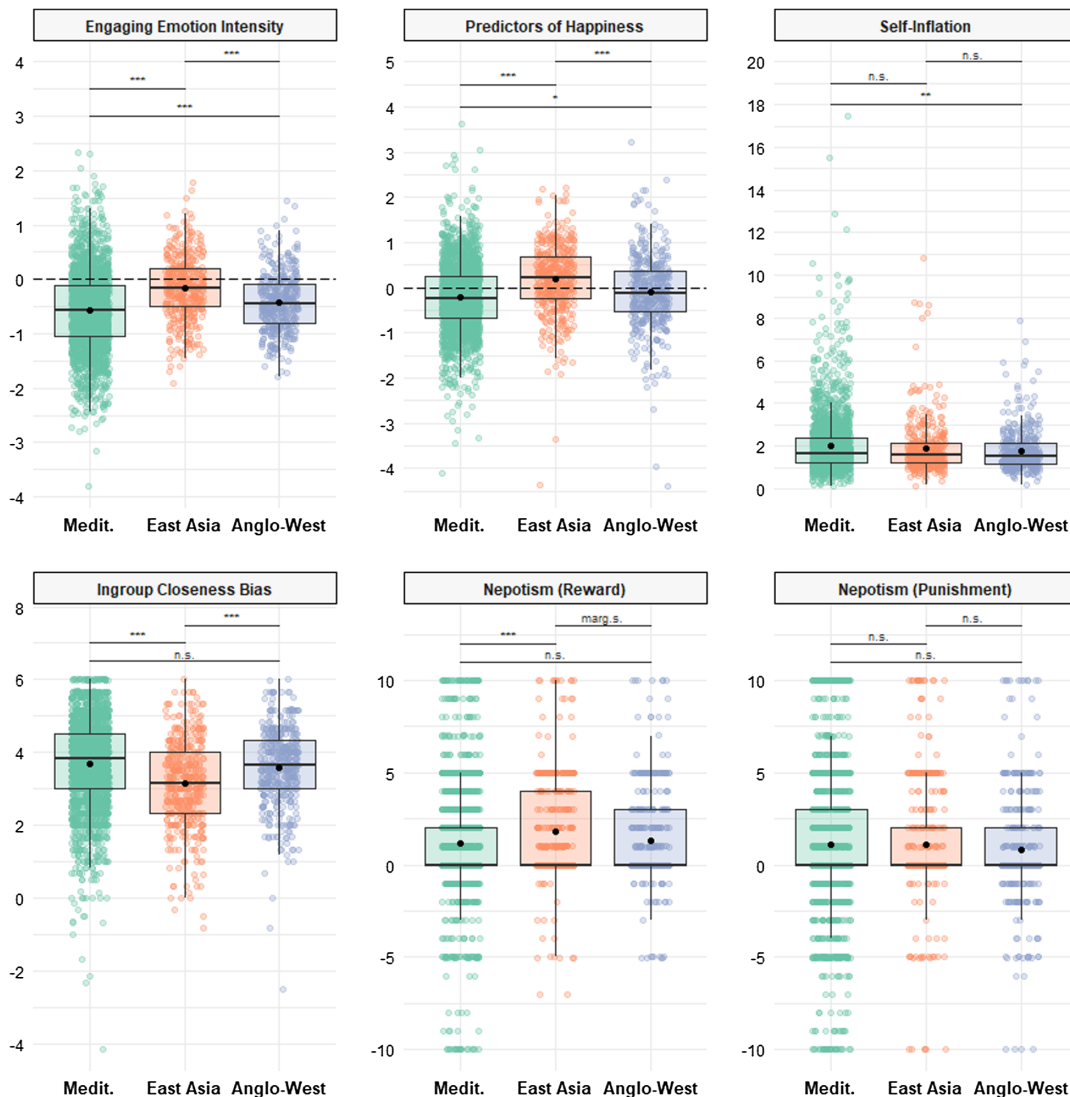 Engaging Emotion Intensity
Predictors of Happiness
Self-Inflation
4
3
2
1
0
-1
-2
-3
-4
***
***
***
Medit. East Asia Anglo-West
5
4
3
2
1
0
-1
-2
-3
-4
***
***
*
Medit. East Asia Anglo-West
20
18
16
14
12
10
8
6
4
2
0
n.s.
n.s.
**
Medit. East Asia Anglo-West
Ingroup Closeness Bias
Nepotism (Reward)
Nepotism (Punishment)
8
6
4
2
0
-2
-4
***
***
n.s.
Medit. East Asia Anglo-West
10
5
0
-5
-10
marg.s.
***
n.s.
Medit. East Asia Anglo-West
10
5
0
-5
-10
n.s.
n.s.
n.s.
Medit. East Asia Anglo-West